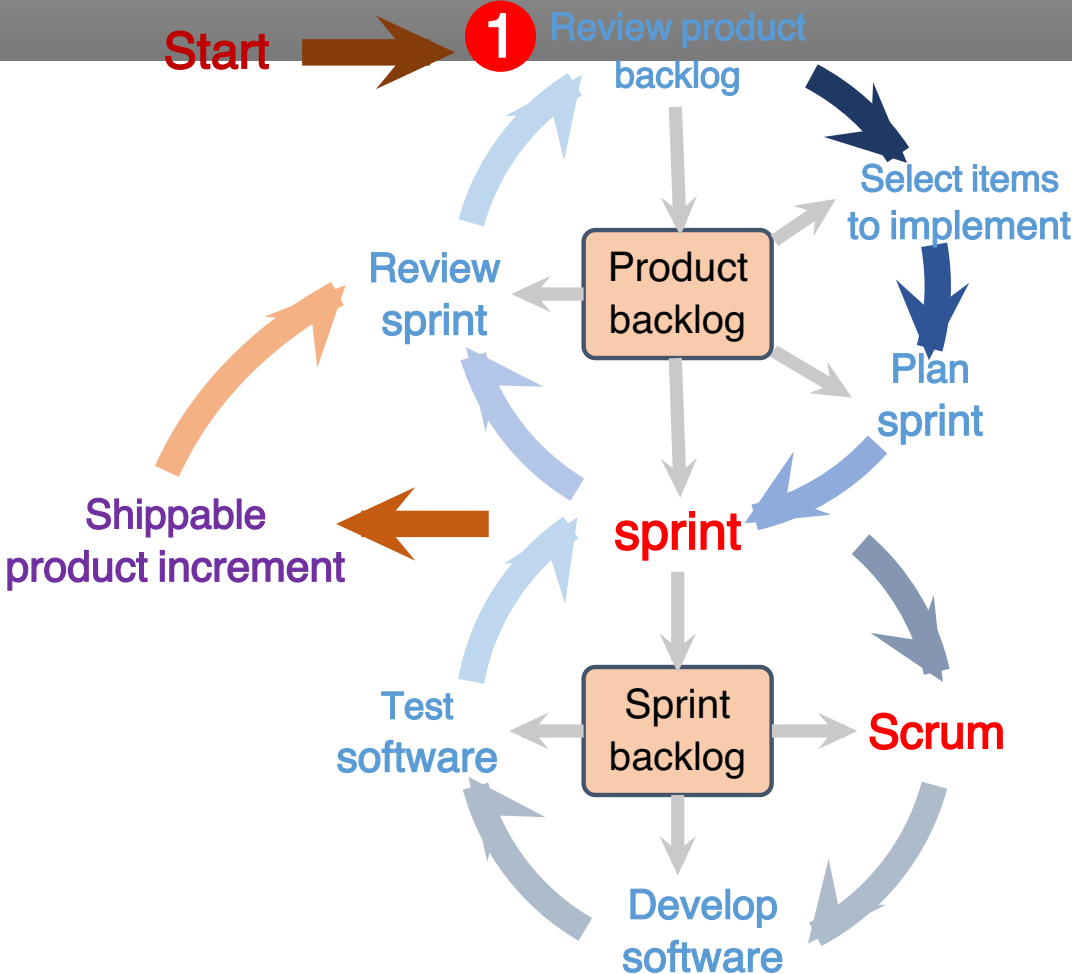 Start
1
Review product
backlog
Select items
to implement
Product
backlog
Review
sprint
Plan
sprint
Shippable
product increment
sprint
Sprint
backlog
Test
software
Scrum
Develop
software